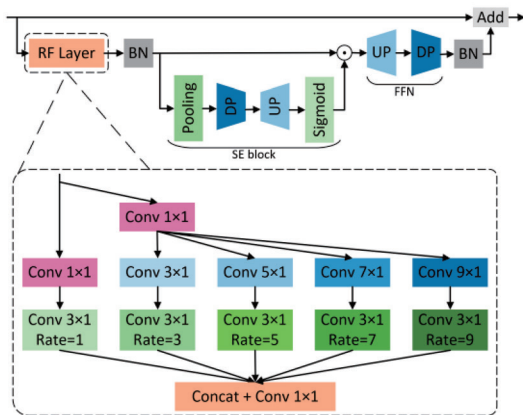 Add
RF Layer
BN
UP
DP
BN
FFN
Pooling
DP
UP
Sigmoid
SE block
Conv 1×1
Conv 1×1
Conv 3×1
Conv 5×1
Conv 7×1
Conv 9×1
Conv 3×1
Rate=1
Conv 3×1
Rate=3
Conv 3×1
Rate=5
Conv 3×1
Rate=7
Conv 3×1
Rate=9
Concat + Conv 1×1